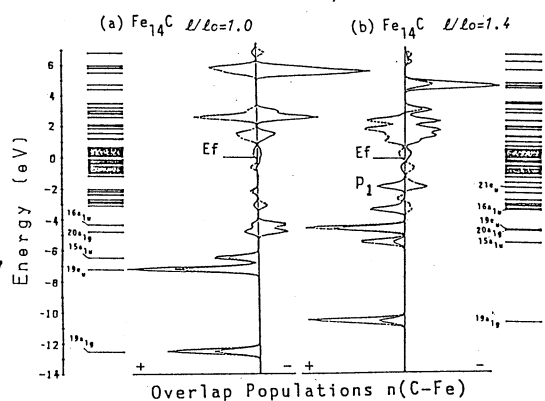 (a) Fe14C ℓ/ℓo=1.0
(b) Fe14C ℓ/ℓo=1.4
Energy (eV)
6
4
2
0
-2
-4
-6
-8
-10
-12
-14
16a1u
20a1g
15a1u
19eu
19a1g
Ef
+
-
Ef
P1
+
-
21eu
16a1u
19eu
20a1g
15a1u
19a1g
Overlap Populations n(C-Fe)